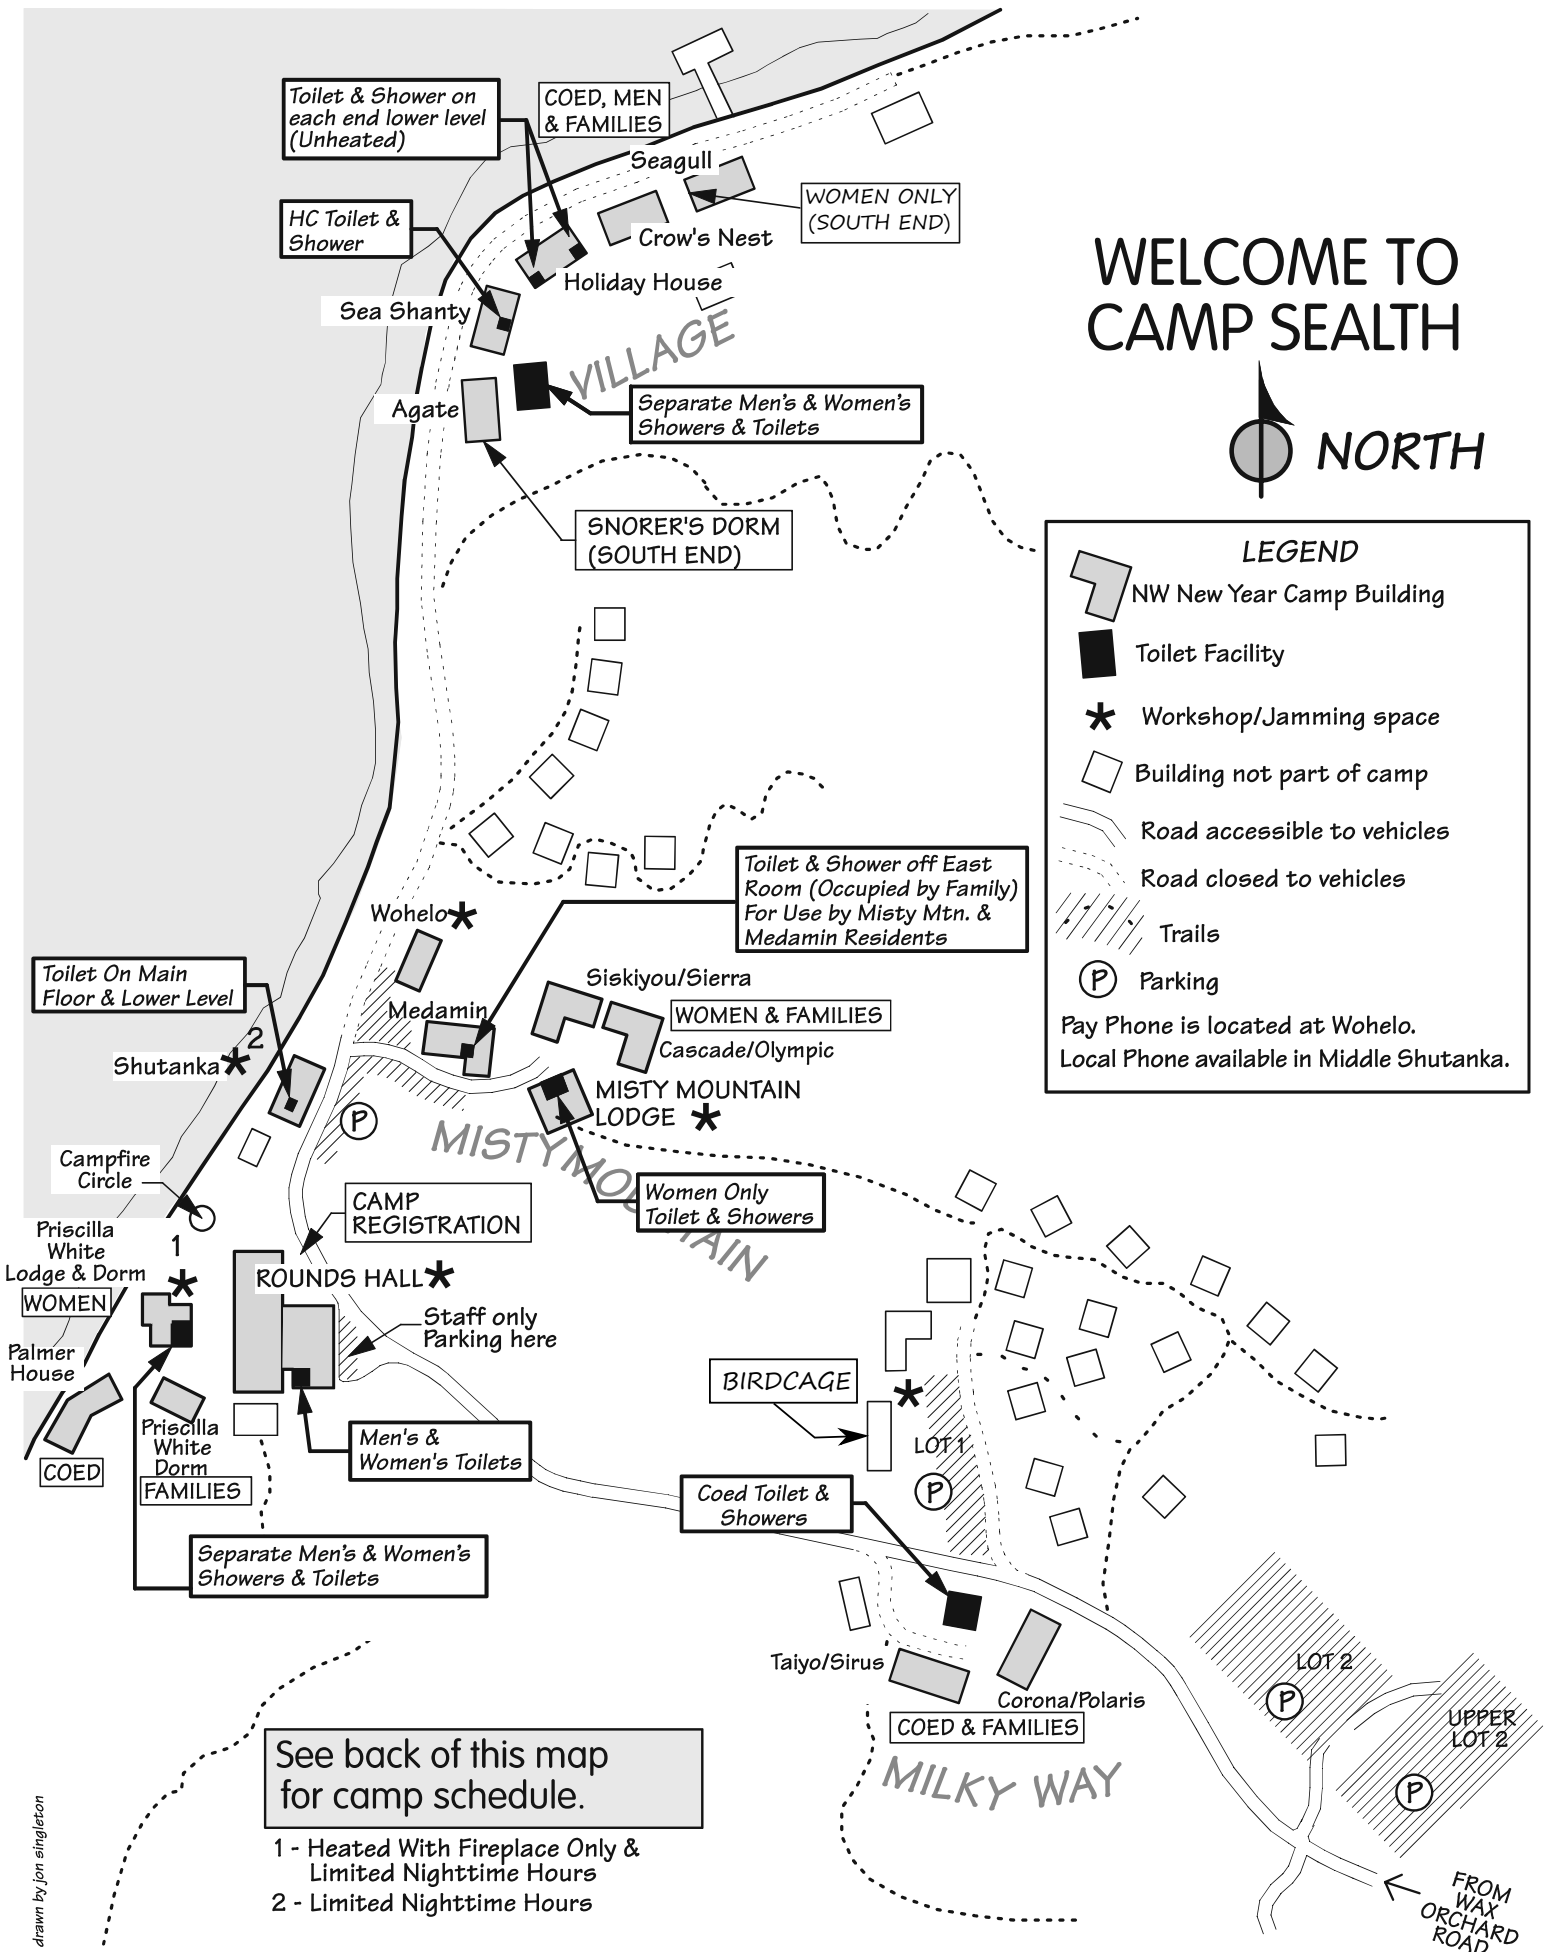 Toilet & Shower on
each end lower level
(Unheated)
COED, MEN
& FAMILIES
Seagull
WOMEN ONLY
(SOUTH END)
HC Toilet &
Shower
Crow's Nest
Holiday House
Sea Shanty
VILLAGE
Agate
Separate Men's & Women's
Showers & Toilets
SNORER'S DORM
(SOUTH END)
WELCOME TO
CAMP SEALTH
NORTH
LEGEND
NW New Year Camp Building
Toilet Facility
* Workshop/Jamming space
Building not part of camp
Road accessible to vehicles
Road closed to vehicles
Trails
P Parking
Pay Phone is located at Wohelo.
Local Phone available in Middle Shutanka.
Toilet & Shower off East
Room (Occupied by Family)
For Use by Misty Mtn. &
Medamin Residents
Wohelo *
Toilet On Main
Floor & Lower Level
Medamin
Siskiyou/Sierra
WOMEN & FAMILIES
Cascade/Olympic
Shutanka * 2
P
MISTY MOUNTAIN
LODGE *
MISTY MOUNTAIN
Women Only
Toilet & Showers
Campfire
Circle
CAMP
REGISTRATION
Priscilla
White
Lodge & Dorm
1
*
WOMEN
ROUNDS HALL *
Staff only
Parking here
Palmer
House
COED
Priscilla
White
Dorm
FAMILIES
Men's &
Women's Toilets
Separate Men's & Women's
Showers & Toilets
BIRDCAGE
*
LOT 1
P
Coed Toilet &
Showers
Taiyo/Sirus
Corona/Polaris
COED & FAMILIES
MILKY WAY
LOT 2
P
UPPER
LOT 2
P
FROM
WAX
ORCHARD
ROAD
See back of this map
for camp schedule.
1 - Heated With Fireplace Only &
Limited Nighttime Hours
2 - Limited Nighttime Hours
drawn by jon singleton